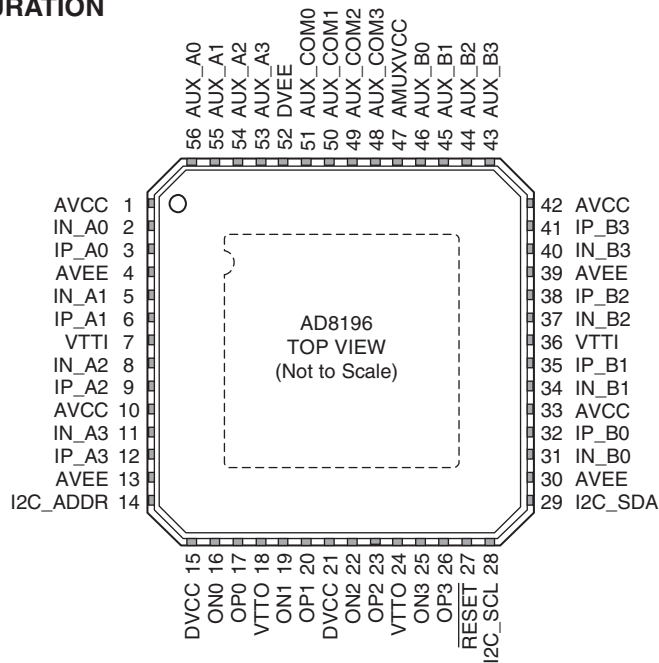 URATION
56 AUX_A0
55 AUX_A1
54 AUX_A2
53 AUX_A3
52 DVEE
51 AUX_COM0
50 AUX_COM1
49 AUX_COM2
48 AUX_COM3
47 AMUXVCC
46 AUX_B0
45 AUX_B1
44 AUX_B2
43 AUX_B3
AVCC 1
IN_A0 2
IP_A0 3
AVEE 4
IN_A1 5
IP_A1 6
VTTI 7
IN_A2 8
IP_A2 9
AVCC 10
IN_A3 11
IP_A3 12
AVEE 13
I2C_ADDR 14
AD8196
TOP VIEW
(Not to Scale)
42 AVCC
41 IP_B3
40 IN_B3
39 AVEE
38 IP_B2
37 IN_B2
36 VTTI
35 IP_B1
34 IN_B1
33 AVCC
32 IP_B0
31 IN_B0
30 AVEE
29 I2C_SDA
DVCC 15
ON0 16
OP0 17
VTTO 18
ON1 19
OP1 20
DVCC 21
ON2 22
OP2 23
VTTO 24
ON3 25
OP3 26
RESET 27
I2C_SCL 28